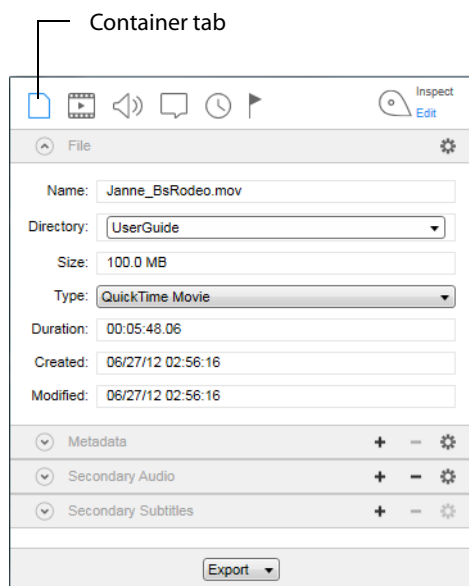 Container tab
Inspect
Edit
File
Name: Janne_BsRodeo.mov
Directory: UserGuide
Size: 100.0 MB
Type: QuickTime Movie
Duration: 00:05:48.06
Created: 06/27/12 02:56:16
Modified: 06/27/12 02:56:16
Metadata
Secondary Audio
Secondary Subtitles
Export